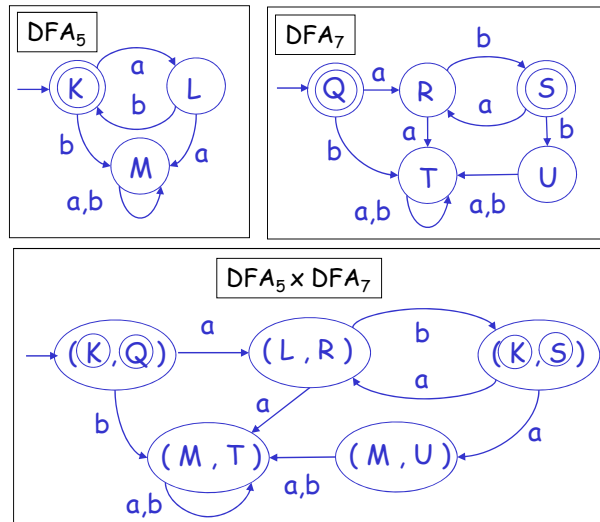 DFA5
K
a
L
b
b
a
M
a,b
DFA7
b
Q
a
R
S
a
a
b
b
T
U
a,b
a,b
DFA5 x DFA7
(K,Q)
a
(L,R)
b
(K,S)
a
a
b
a
(M,T)
(M,U)
a,b
a,b